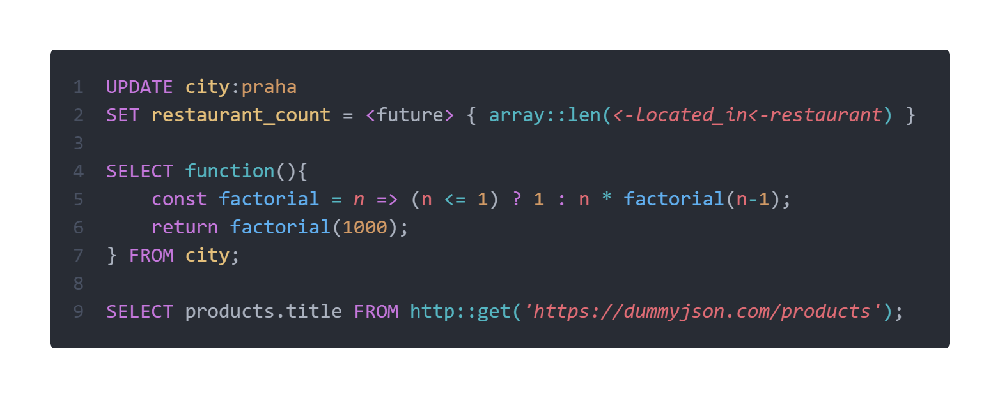 1 UPDATE city:praha
2 SET restaurant_count = <future> { array::len(<-located_in<-restaurant) }
3
4 SELECT function(){
5     const factorial = n => (n <= 1) ? 1 : n * factorial(n-1);
6     return factorial(1000);
7 } FROM city;
8
9 SELECT products.title FROM http::get('https://dummyjson.com/products');